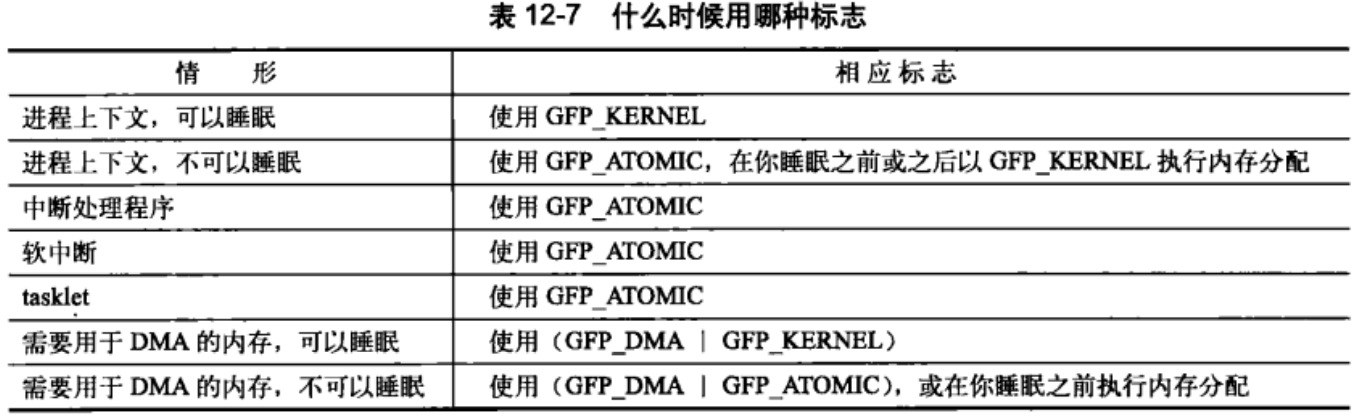 表 12-7 什么时候用哪种标志
情 形 相应标志
进程上下文，可以睡眠 使用 GFP_KERNEL
进程上下文，不可以睡眠 使用 GFP_ATOMIC，在你睡眠之前或之后以 GFP_KERNEL 执行内存分配
中断处理程序 使用 GFP_ATOMIC
软中断 使用 GFP_ATOMIC
tasklet 使用 GFP_ATOMIC
需要用于 DMA 的内存，可以睡眠 使用（GFP_DMA | GFP_KERNEL）
需要用于 DMA 的内存，不可以睡眠 使用（GFP_DMA | GFP_ATOMIC），或在你睡眠之前执行内存分配